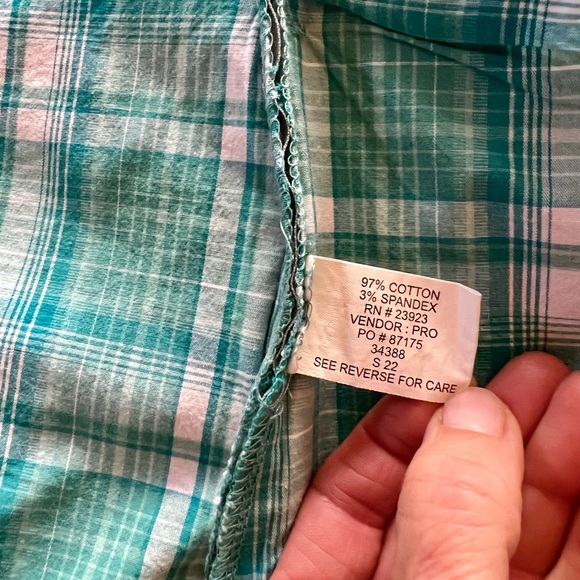 97% COTTON
3% SPANDEX
RN # 23923
VENDOR : PRO
PO # 87175
34388
S 22
SEE REVERSE FOR CARE